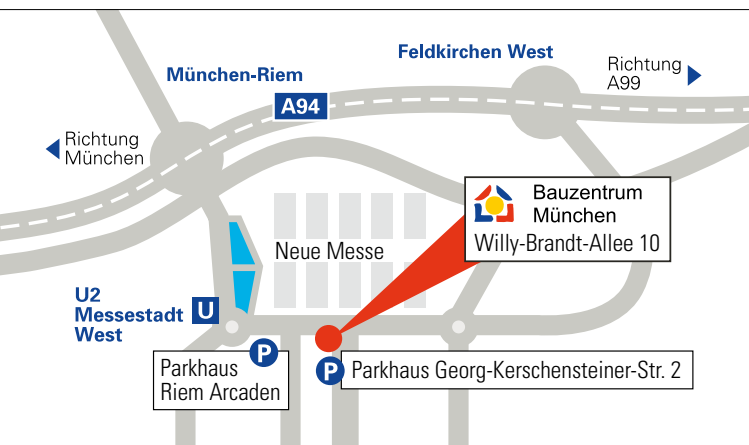 Feldkirchen West
München-Riem
Richtung
A99
A94
Richtung
München
Bauzentrum
München
Willy-Brandt-Allee 10
Neue Messe
U2
Messestadt
West
U
P
Parkhaus
Riem Arcaden
P
Parkhaus Georg-Kerschensteiner-Str. 2